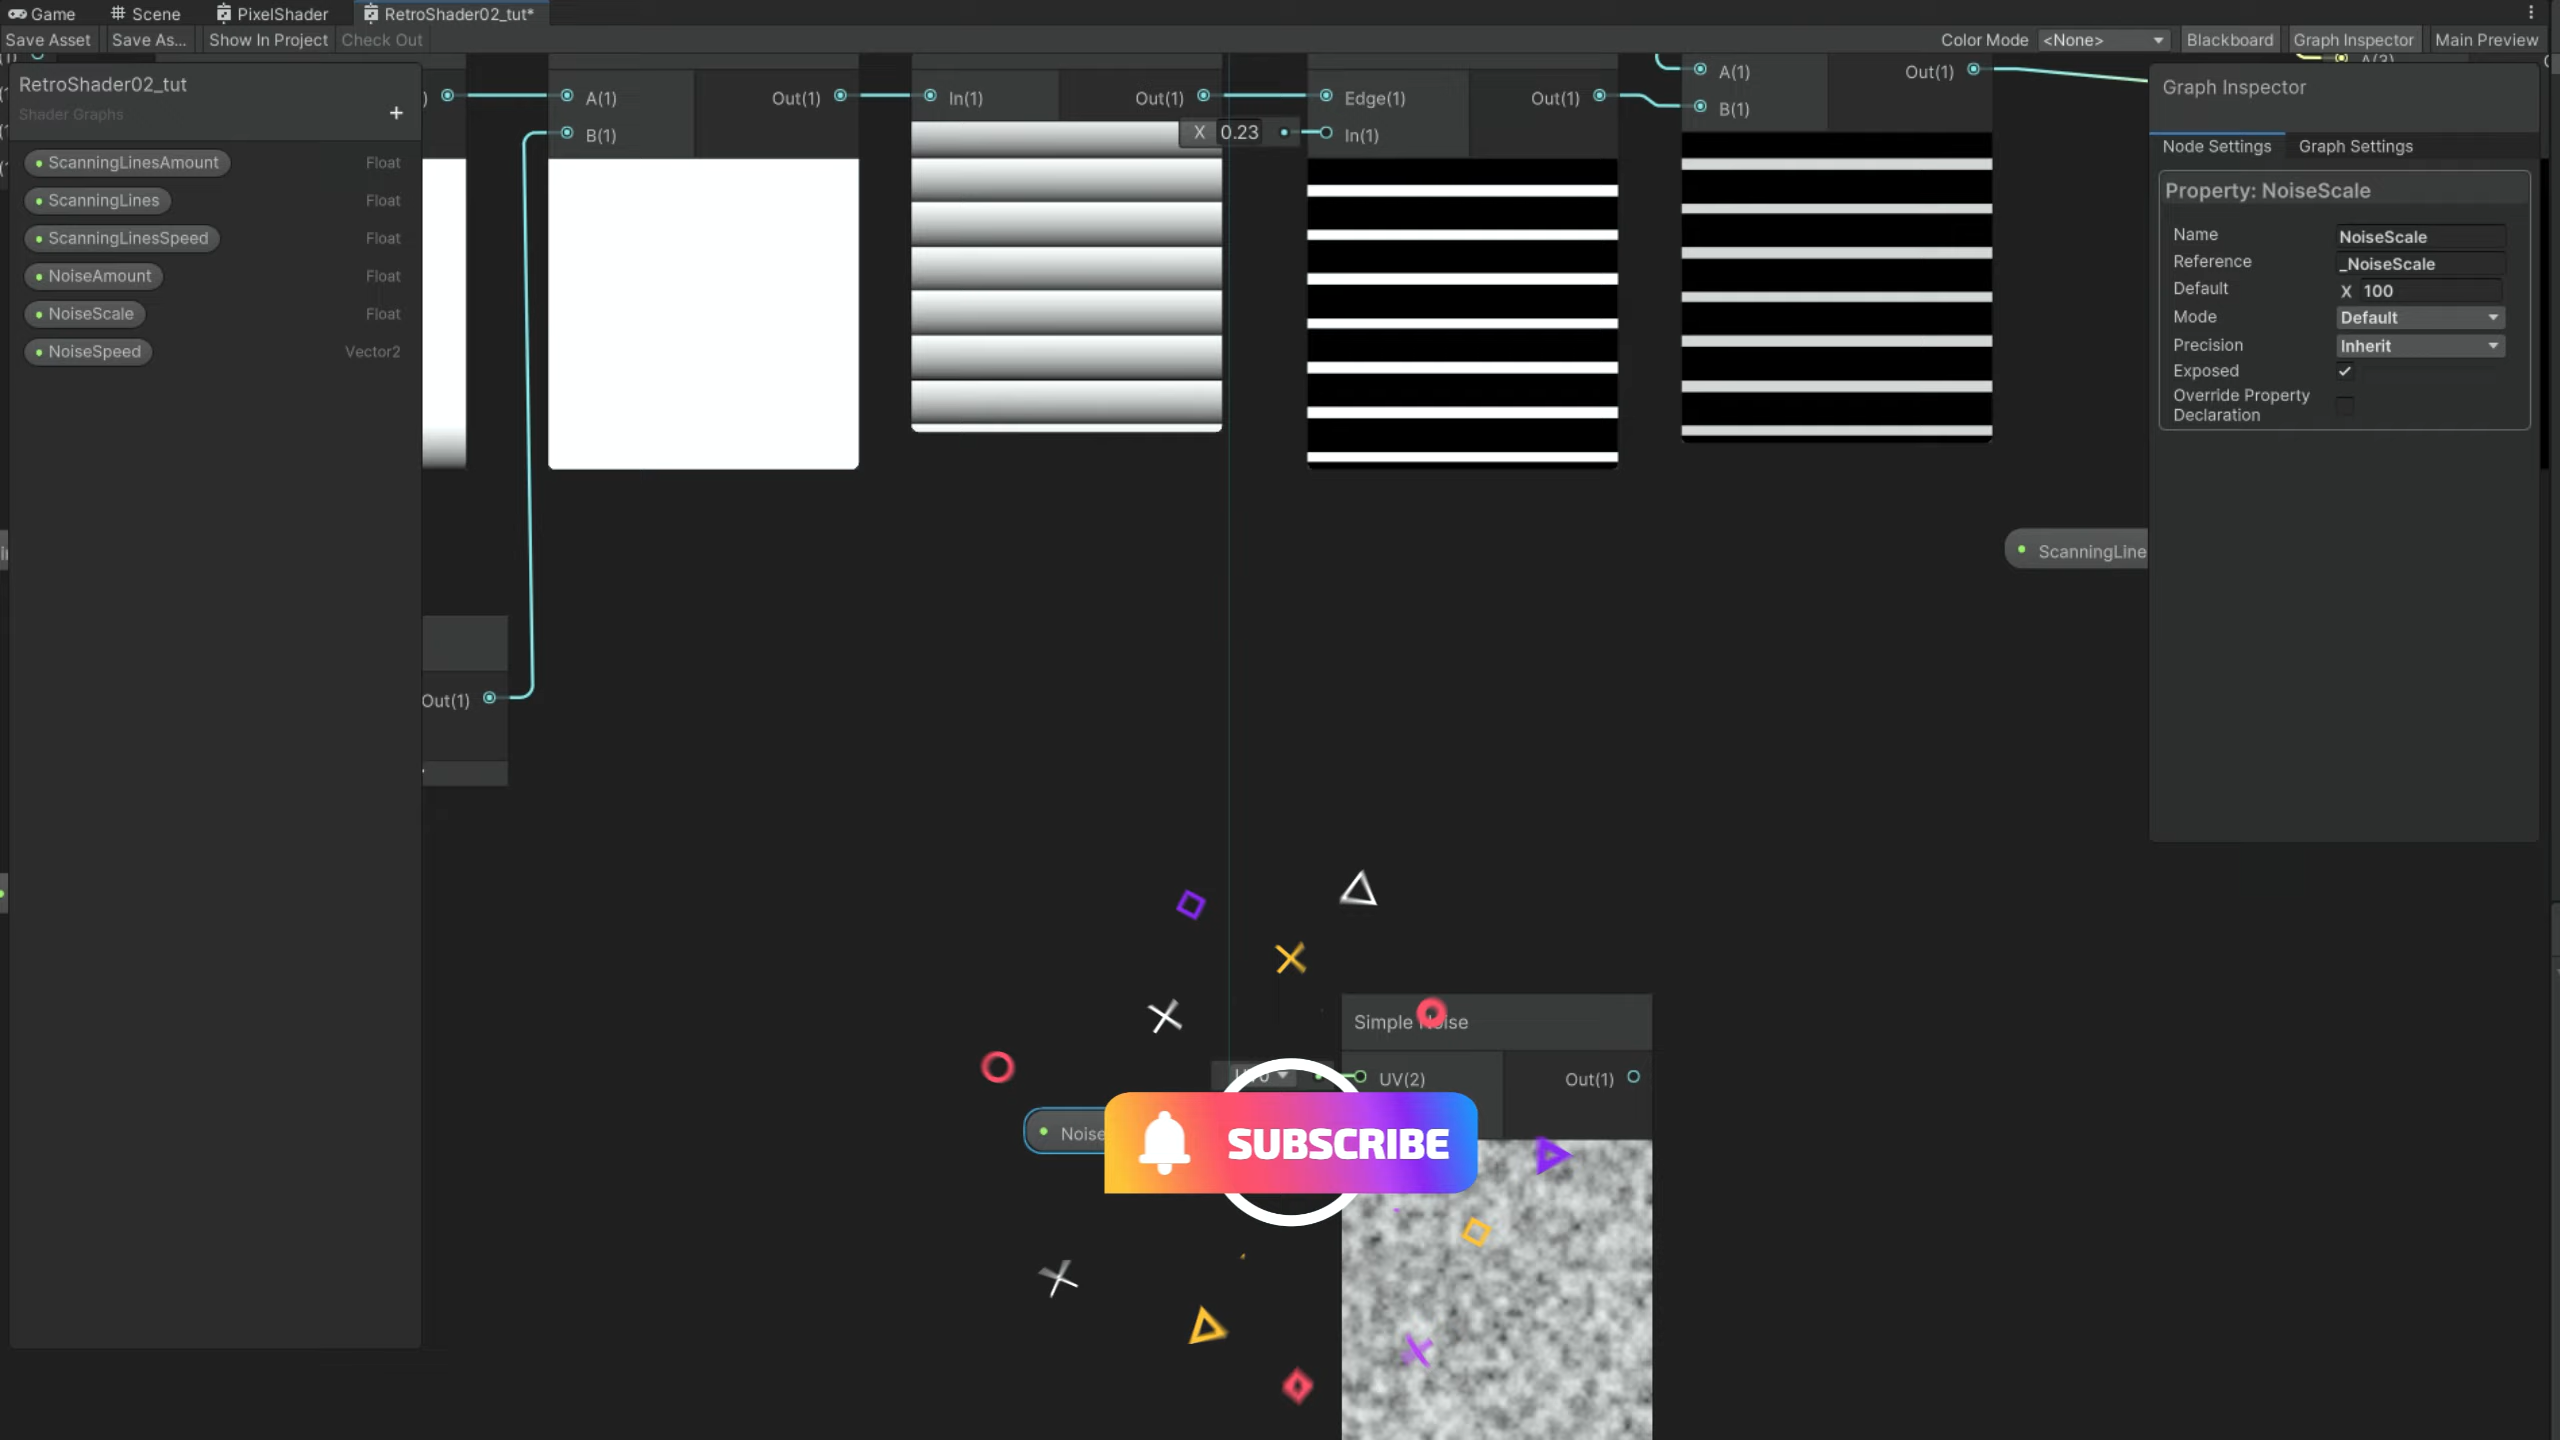 Game
Scene
PixelShader
RetroShader02_tut*
Save Asset
Save As...
Show In Project
Check Out
Color Mode
<None>
Blackboard
Graph Inspector
Main Preview
RetroShader02_tut
Shader Graphs
+
ScanningLinesAmount Float
ScanningLines Float
ScanningLinesSpeed Float
NoiseAmount Float
NoiseScale Float
NoiseSpeed Vector2
A(1)
B(1)
Out(1)
In(1)
Out(1)
X 0.23
Edge(1)
In(1)
Out(1)
A(1)
B(1)
Out(1)
Out(1)
ScanningLine
Graph Inspector
Node Settings
Graph Settings
Property: NoiseScale
Name NoiseScale
Reference _NoiseScale
Default X 100
Mode Default
Precision Inherit
Exposed
Override Property
Declaration
Simple Noise
UV(2)
Out(1)
Noise
SUBSCRIBE